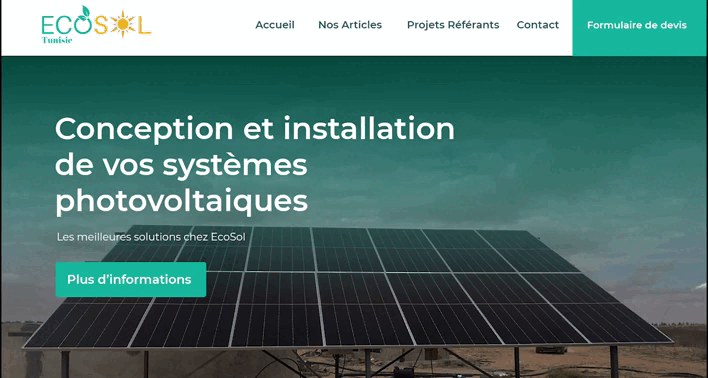 ECOSOL
Tunisie
Accueil
Nos Articles
Projets Référants
Contact
Formulaire de devis
Conception et installation
de vos systèmes
photovoltaiques
Les meilleures solutions chez EcoSol
Plus d'informations